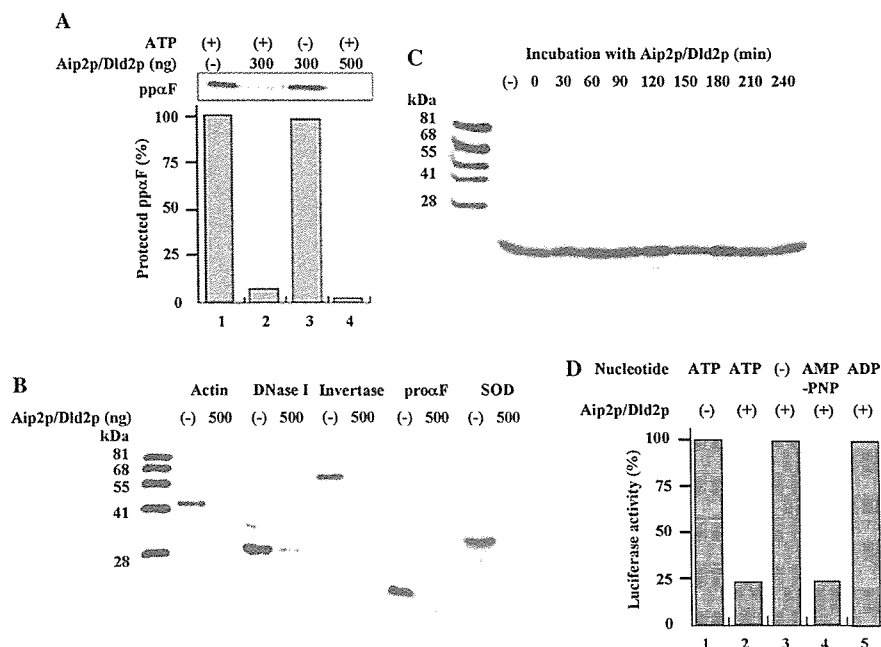 A
ATP (+) (+) (-) (+)
Aip2p/Dld2p (ng) (-) 300 300 500
ppαF
Protected ppαF (%)
100
75
50
25
0
1 2 3 4
C
Incubation with Aip2p/Dld2p (min)
(-) 0 30 60 90 120 150 180 210 240
kDa
81
68
55
41
28
B
Actin DNase I Invertase proαF SOD
Aip2p/Dld2p (ng) (-) 500 (-) 500 (-) 500 (-) 500 (-) 500
kDa
81
68
55
41
28
D
Nucleotide ATP ATP (-) AMP-PNP ADP
Aip2p/Dld2p (-) (+) (+) (+) (+)
Luciferase activity (%)
100
75
50
25
0
1 2 3 4 5